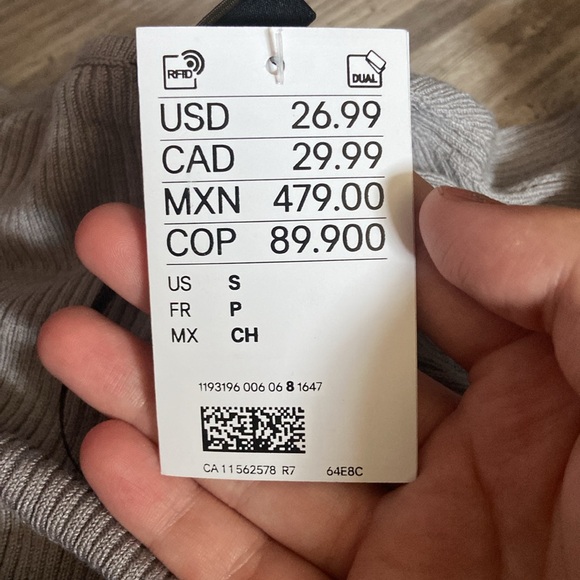 RFID
DUAL
USD 26.99
CAD 29.99
MXN 479.00
COP 89.900
US S
FR P
MX CH
1193196 006 06 8 1647
CA 11562578 R7 64E8C